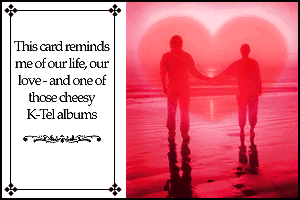 This card reminds
me of our life, our
love - and one of
those cheesy
K-Tel albums